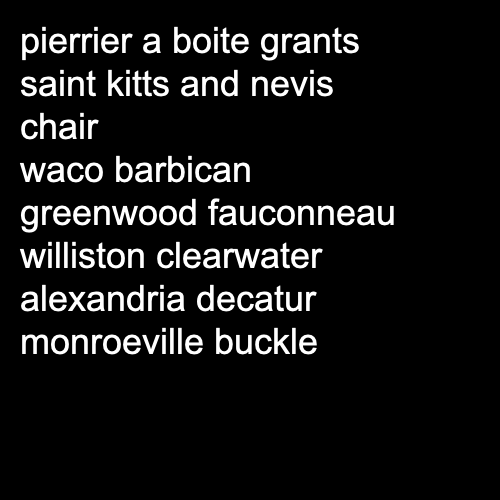 pierrier a boite grants
saint kitts and nevis
chair
waco barbican
greenwood fauconneau
williston clearwater
alexandria decatur
monroeville buckle